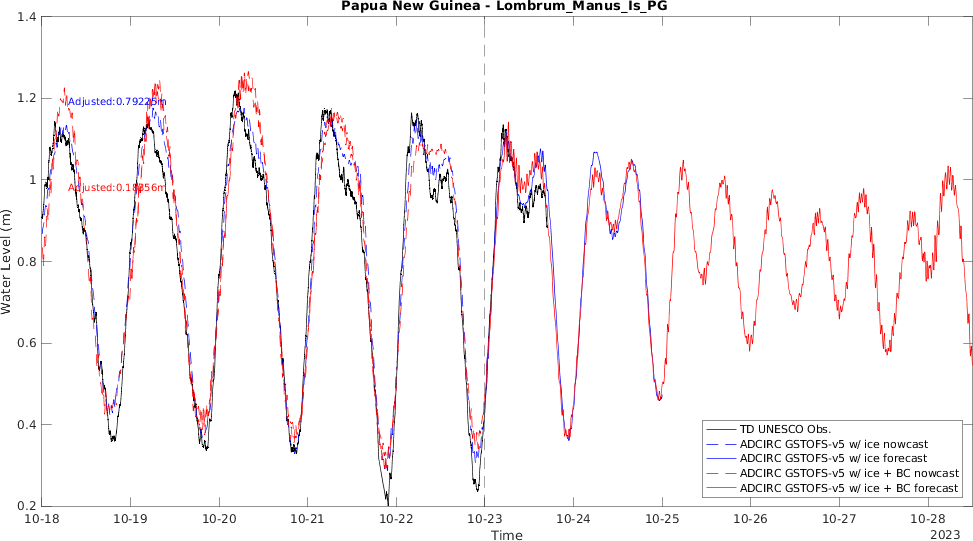 Papua New Guinea - Lombrum_Manus_Is_PG
1.4
1.2
1
0.8
0.6
0.4
0.2
Water Level (m)
Adjusted:0.79225m
Adjusted:0.18356m
TD UNESCO Obs.
ADCIRC GSTOFS-v5 w/ ice nowcast
ADCIRC GSTOFS-v5 w/ ice forecast
ADCIRC GSTOFS-v5 w/ ice + BC nowcast
ADCIRC GSTOFS-v5 w/ ice + BC forecast
10-18 10-19 10-20 10-21 10-22 10-23 10-24 10-25 10-26 10-27 10-28
Time
2023